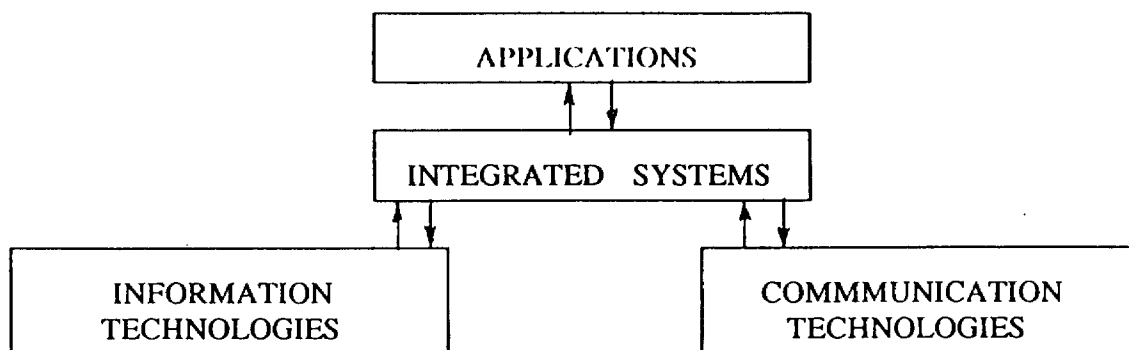 APPLICATIONS
INTEGRATED SYSTEMS
INFORMATION
TECHNOLOGIES
COMMMUNICATION
TECHNOLOGIES